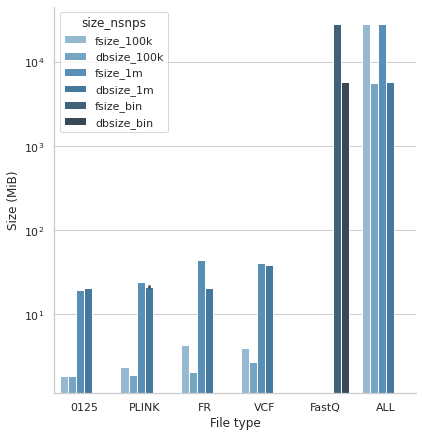 size_nsnps
fsize_100k
dbsize_100k
fsize_1m
dbsize_1m
fsize_bin
dbsize_bin
Size (MiB)
10⁴
10³
10²
10¹
0125 PLINK FR VCF FastQ ALL
File type